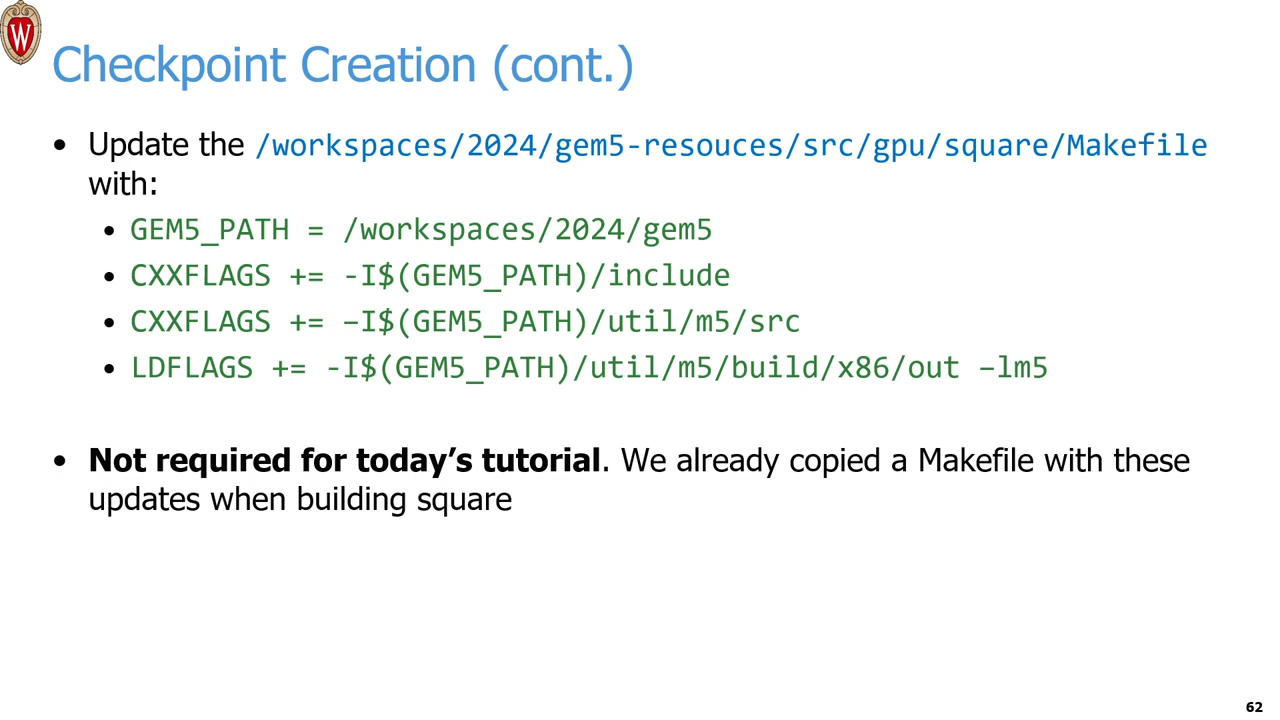 W
Checkpoint Creation (cont.)
• Update the /workspaces/2024/gem5-resouces/src/gpu/square/Makefile
with:
• GEM5_PATH = /workspaces/2024/gem5
• CXXFLAGS += -I$(GEM5_PATH)/include
• CXXFLAGS += –I$(GEM5_PATH)/util/m5/src
• LDFLAGS += -I$(GEM5_PATH)/util/m5/build/x86/out –lm5
• Not required for today’s tutorial. We already copied a Makefile with these
updates when building square
62